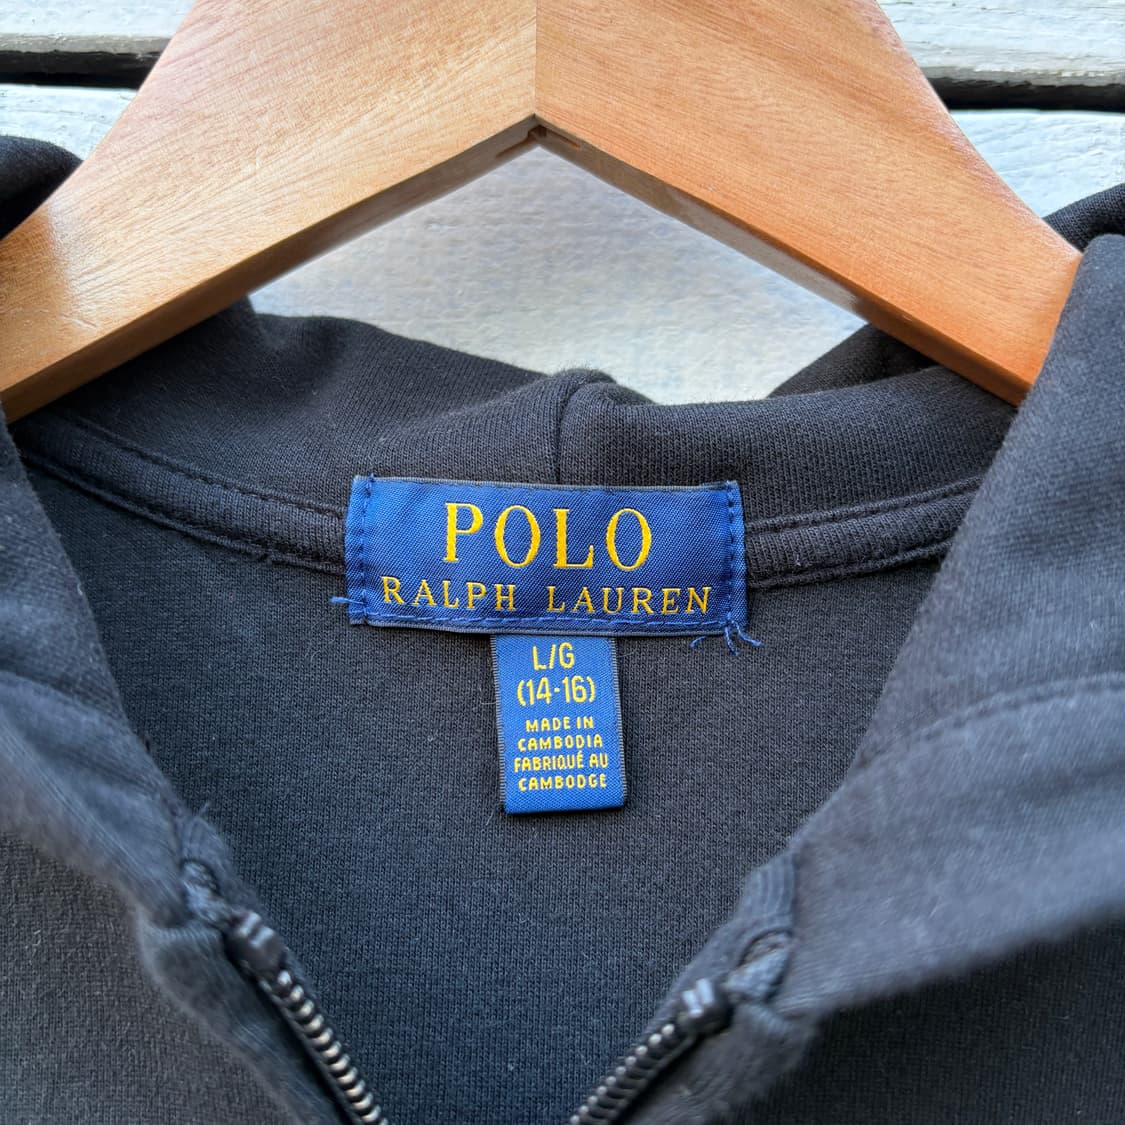 POLO
RALPH LAUREN
L/G
(14-16)
MADE IN
CAMBODIA
FABRIQUÉ AU
CAMBODGE